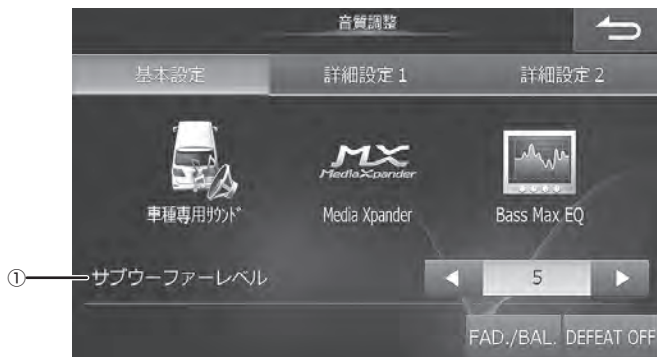 音質調整
基本設定 詳細設定 1 詳細設定 2
MX
MediaXpander
車種専用ｻｳﾝﾄﾞ Media Xpander Bass Max EQ
① サブウーファーレベル ◀ 5 ▶
FAD./BAL. DEFEAT OFF